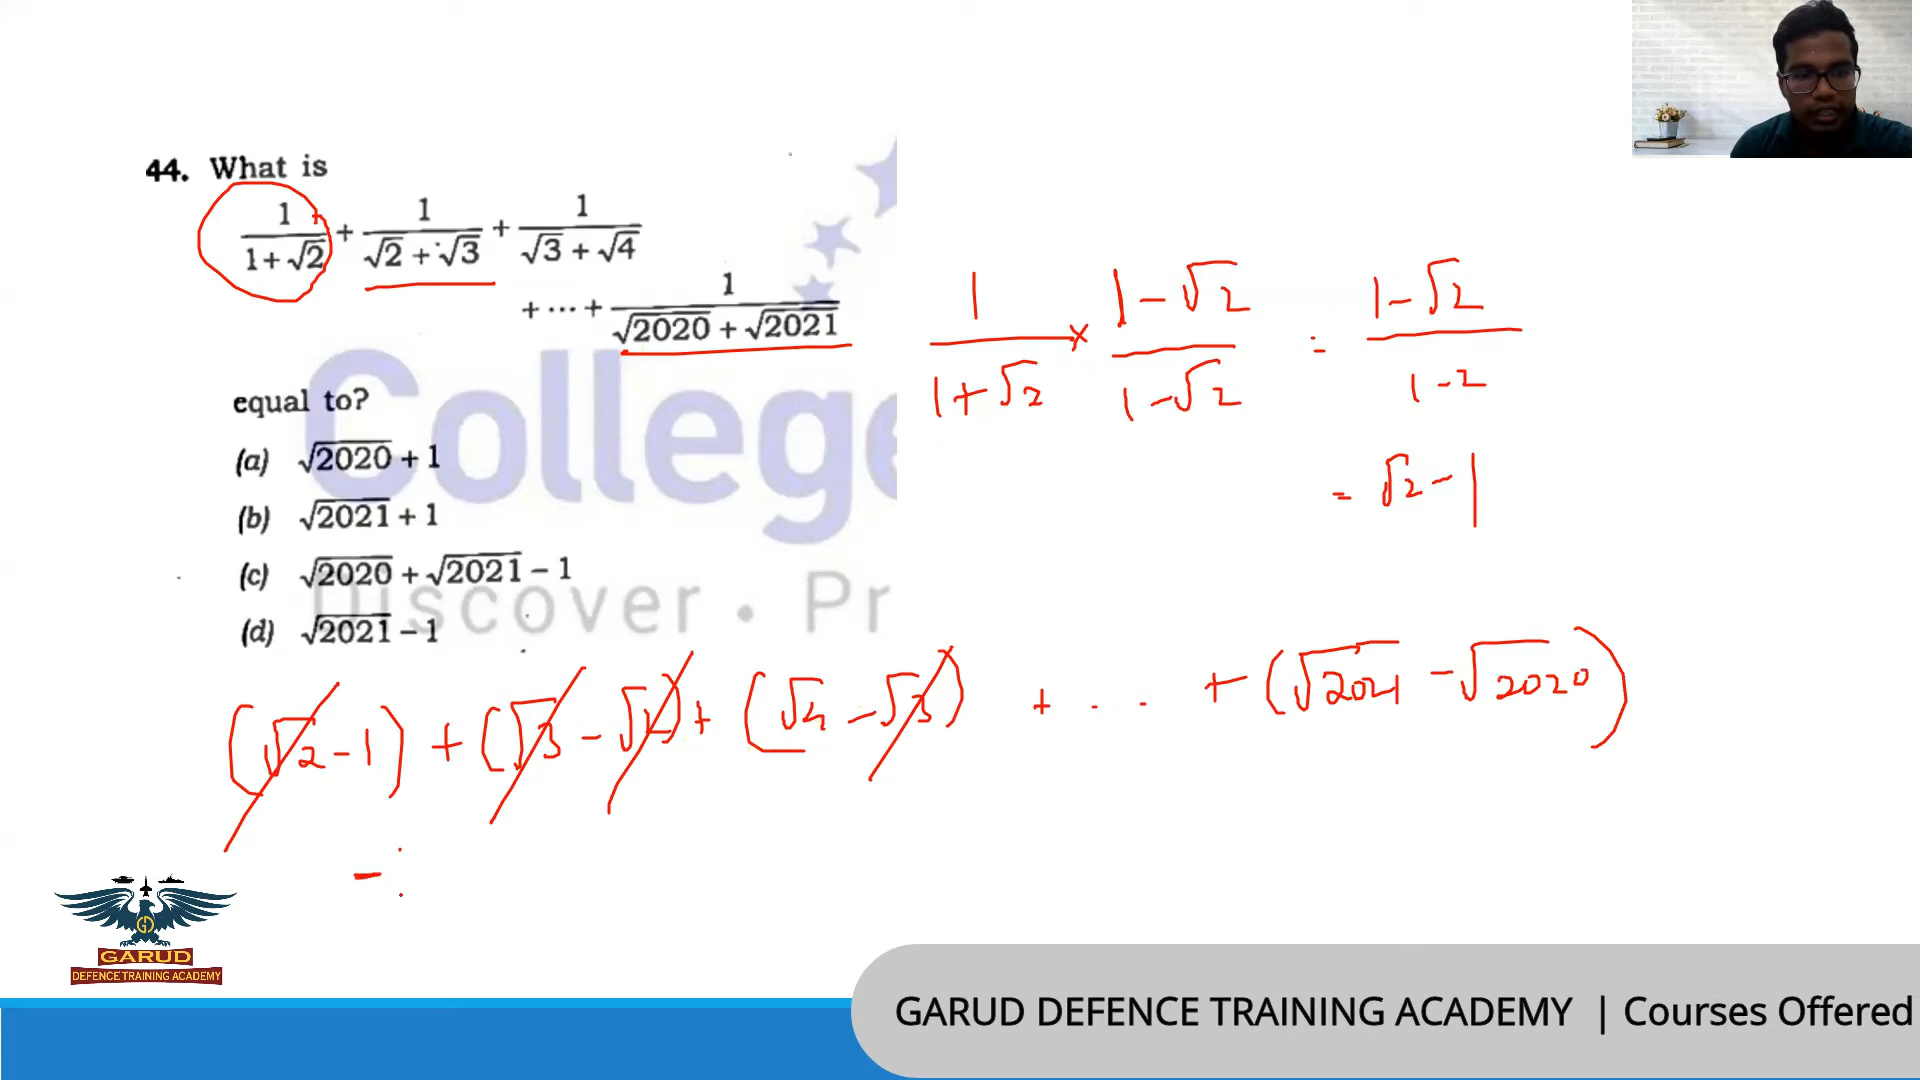 44. What is
1/(1+√2) + 1/(√2+√3) + 1/(√3+√4)
+ ... + 1/(√2020+√2021)
equal to?
(a) √2020 + 1
(b) √2021 + 1
(c) √2020 + √2021 – 1
(d) √2021 – 1
College
Discover • Pr
1/(1+√2) × (1-√2)/(1-√2) = (1-√2)/(1-2)
= √2 - 1
(√2 - 1) + (√3 - √2) + (√4 - √3) + .. + (√2021 - √2020)
-
GARUD
DEFENCE TRAINING ACADEMY
GARUD DEFENCE TRAINING ACADEMY | Courses Offered